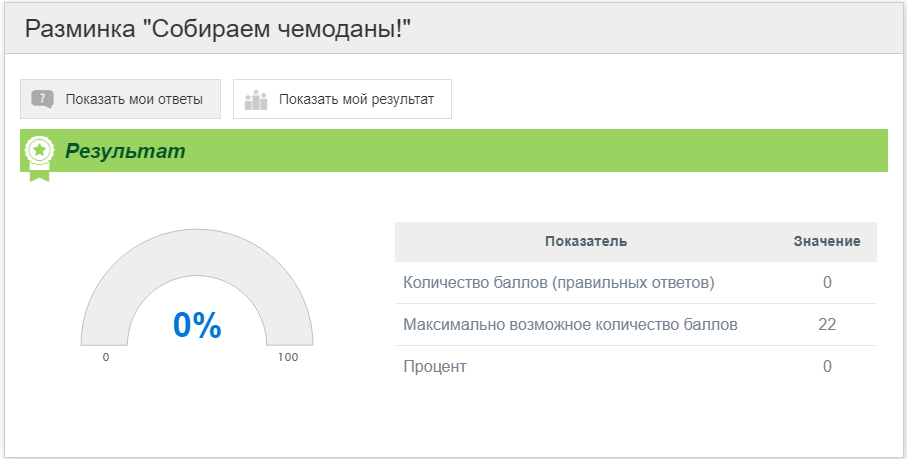 Разминка "Собираем чемоданы!"
Показать мои ответы
Показать мой результат
Результат
0%
0
100
Показатель Значение
Количество баллов (правильных ответов) 0
Максимально возможное количество баллов 22
Процент 0